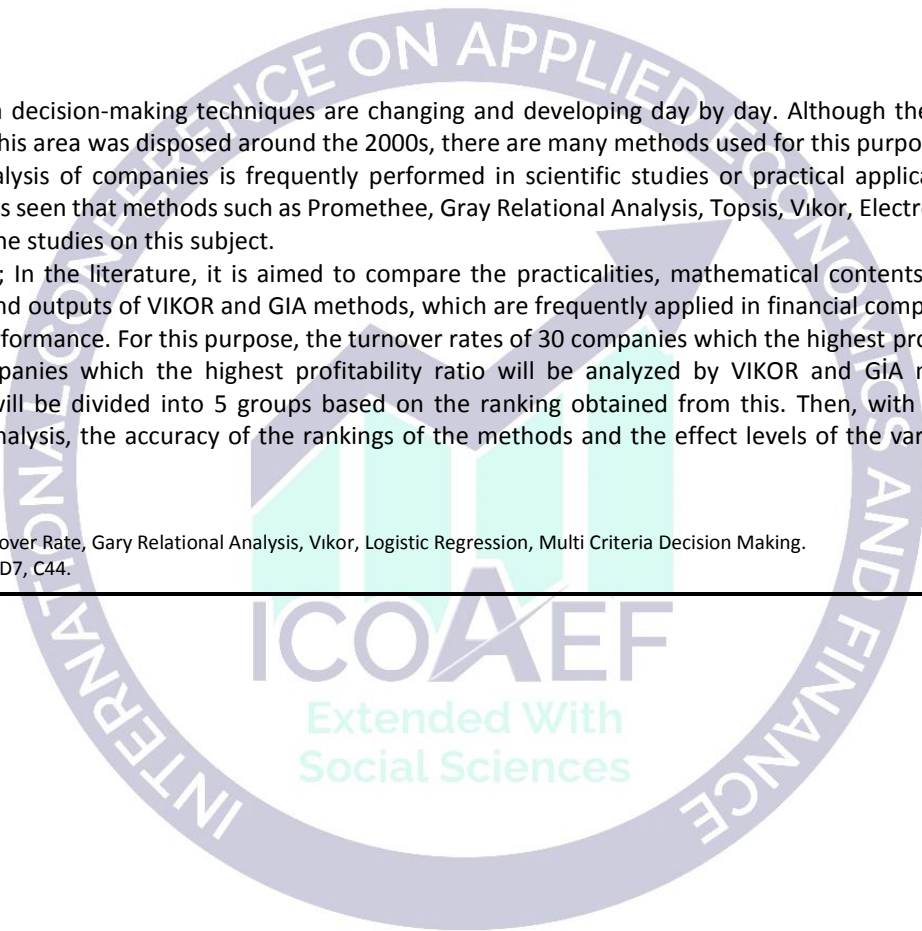 INTERNATIONAL CONFERENCE ON APPLIED ECONOMICS AND FINANCE
decision-making techniques are changing and developing day by day. Although the
his area was disposed around the 2000s, there are many methods used for this purpo
alysis of companies is frequently performed in scientific studies or practical applica
s seen that methods such as Promethee, Gray Relational Analysis, Topsis, Vıkor, Electr
he studies on this subject.
; In the literature, it is aimed to compare the practicalities, mathematical contents
nd outputs of VIKOR and GIA methods, which are frequently applied in financial comp
rformance. For this purpose, the turnover rates of 30 companies which the highest pro
panies which the highest profitability ratio will be analyzed by VIKOR and GİA
will be divided into 5 groups based on the ranking obtained from this. Then, with
nalysis, the accuracy of the rankings of the methods and the effect levels of the var
over Rate, Gary Relational Analysis, Vıkor, Logistic Regression, Multi Criteria Decision Making.
D7, C44.
ICOAEF
Extended With
Social Sciences